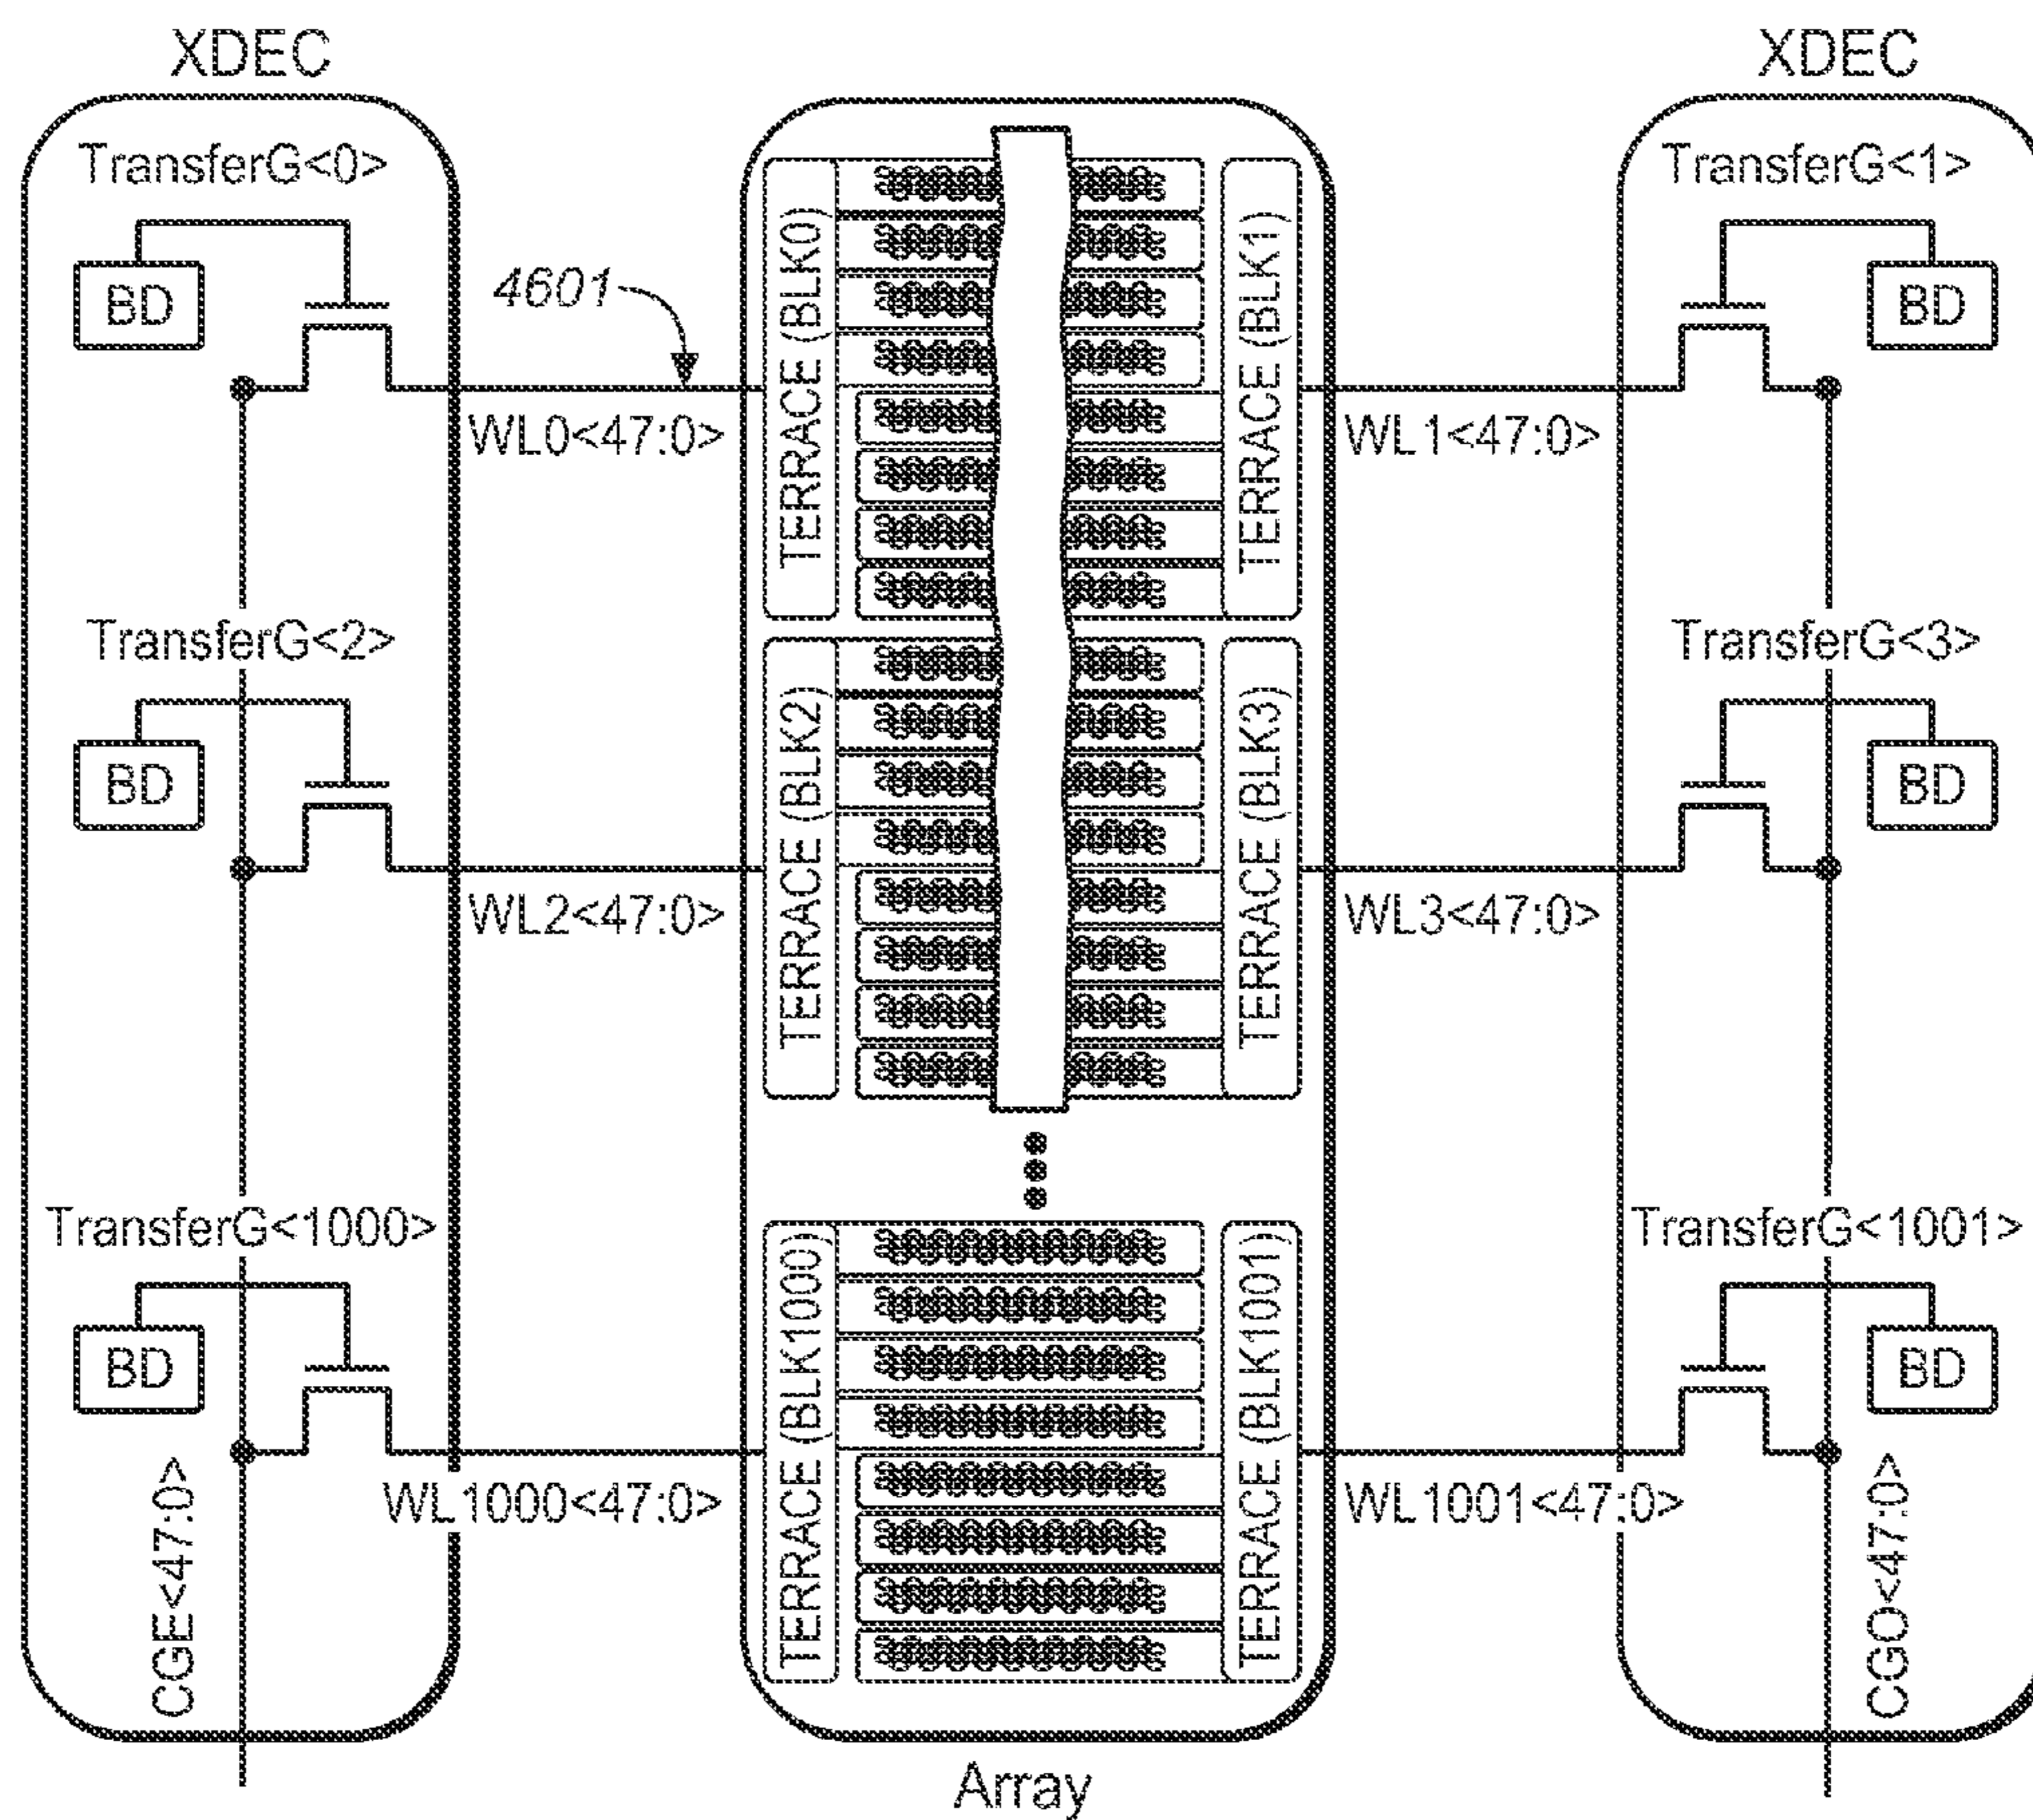 XDEC
XDEC
TransferG<0>
TransferG<1>
BD
4601
TERRACE (BLK0)
TERRACE (BLK1)
BD
WL0<47:0>
WL1<47:0>
TransferG<2>
TransferG<3>
BD
TERRACE (BLK2)
TERRACE (BLK3)
BD
WL2<47:0>
WL3<47:0>
TransferG<1000>
TransferG<1001>
BD
TERRACE (BLK1000)
TERRACE (BLK1001)
BD
WL1000<47:0>
WL1001<47:0>
CGE<47:0>
CGO<47:0>
Array